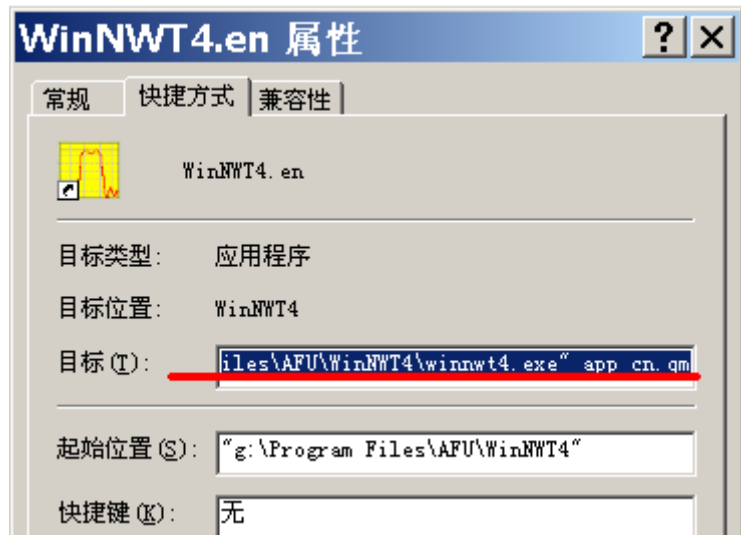 WinNWT4.en 属性
常规 快捷方式 兼容性
WinNWT4.en
目标类型: 应用程序
目标位置: WinNWT4
目标(T): iles\AFU\WinNWT4\winnwt4.exe" app_cn.qm
起始位置(S): "g:\Program Files\AFU\WinNWT4"
快捷键(K): 无